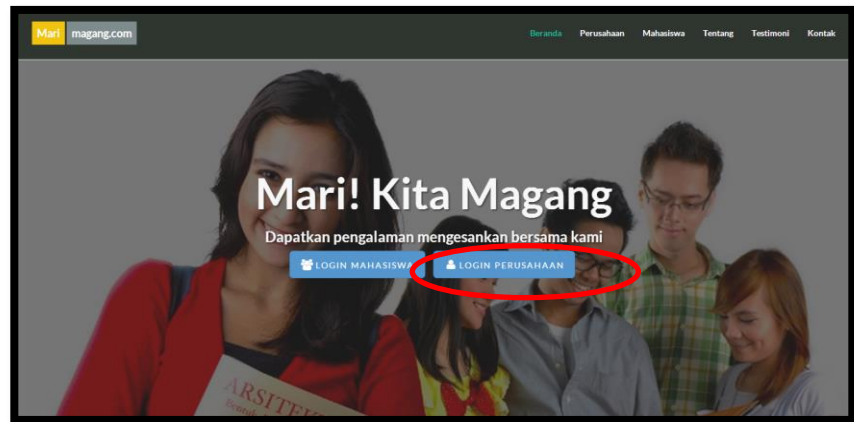 Mari magang.com
Beranda Perusahaan Mahasiswa Tentang Testimoni Kontak
Mari! Kita Magang
Dapatkan pengalaman mengesankan bersama kami
LOGIN MAHASISWA LOGIN PERUSAHAAN
ARSITEK